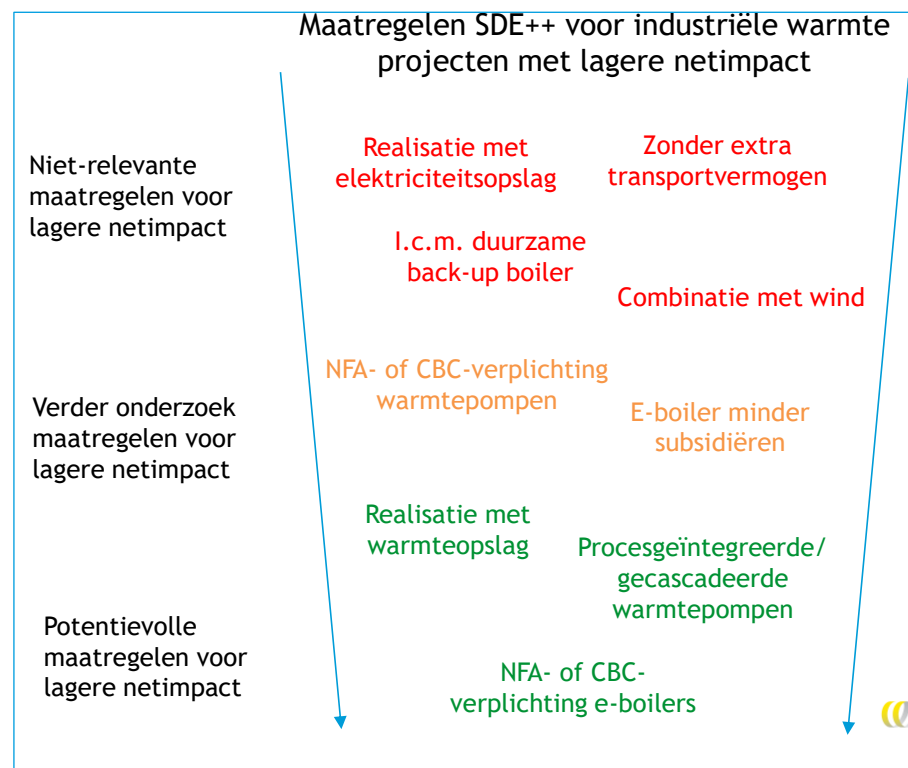 Maatregelen SDE++ voor industriële warmte
projecten met lagere netimpact
Niet-relevante
maatregelen voor
lagere netimpact
Realisatie met
elektriciteitsopslag
Zonder extra
transportvermogen
I.c.m. duurzame
back-up boiler
Combinatie met wind
Verder onderzoek
maatregelen voor
lagere netimpact
NFA- of CBC-verplichting
warmtepompen
E-boiler minder
subsidiëren
Potentievolle
maatregelen voor
lagere netimpact
Realisatie met
warmteopslag
Procesgeïntegreerde/
gecascadeerde
warmtepompen
NFA- of CBC-
verplichting e-boilers